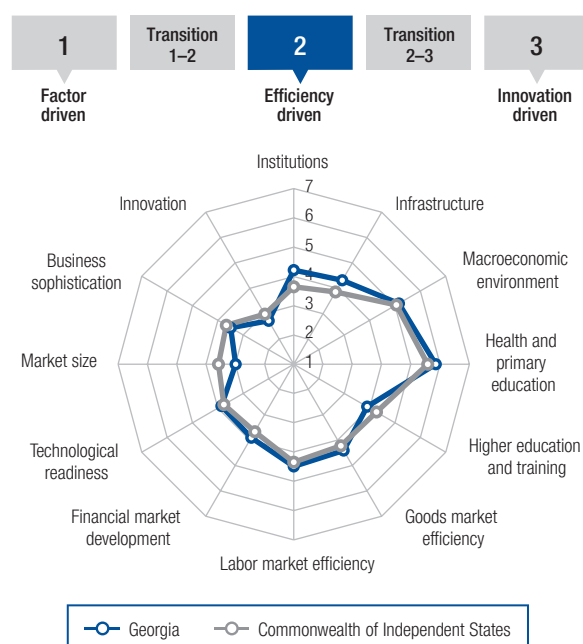 1
Transition
1–2
2
Transition
2–3
3
Factor
driven
Efficiency
driven
Innovation
driven
Institutions
7
6
5
4
3
2
1
Infrastructure
Macroeconomic
environment
Health and
primary
education
Higher education
and training
Goods market
efficiency
Labor market efficiency
Financial market
development
Technological
readiness
Market size
Business
sophistication
Innovation
Georgia
Commonwealth of Independent States